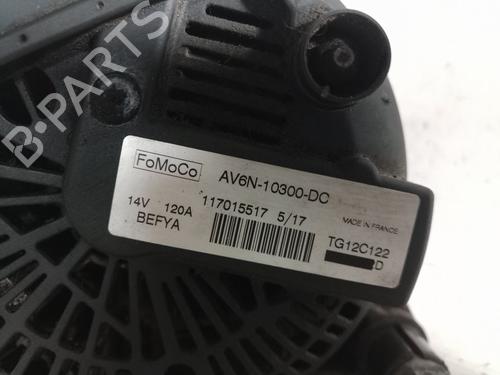 B-PARTS
FoMoCo AV6N-10300-DC
14V 120A 117015517 5/17 MADE IN FRANCE
BEFYA TG12C122
D